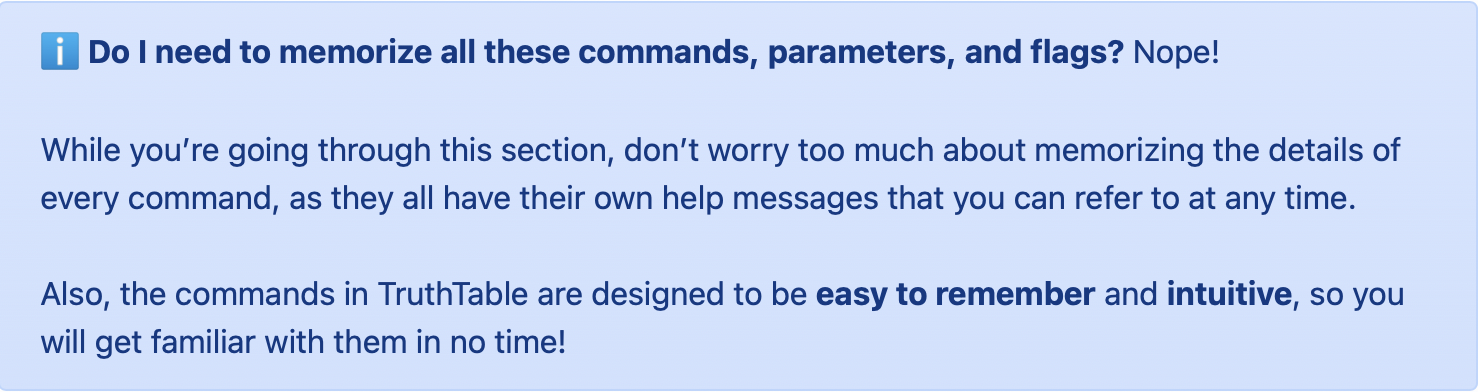 ℹ️ Do I need to memorize all these commands, parameters, and flags? Nope!
While you’re going through this section, don’t worry too much about memorizing the details of
every command, as they all have their own help messages that you can refer to at any time.
Also, the commands in TruthTable are designed to be easy to remember and intuitive, so you
will get familiar with them in no time!